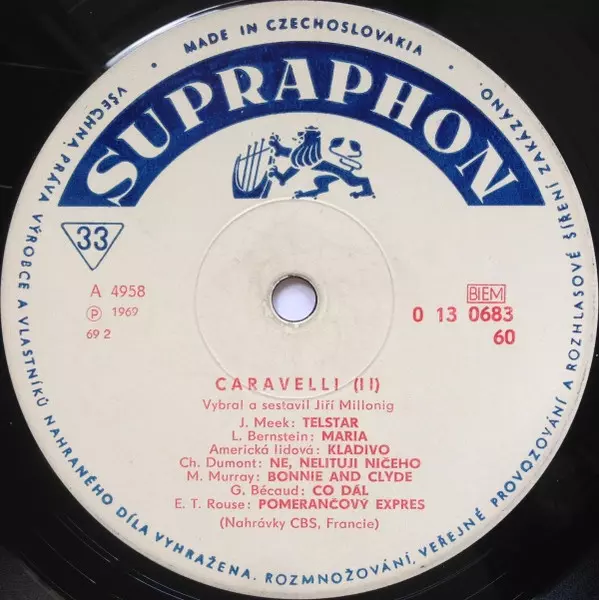 • MADE IN CZECHOSLOVAKIA •
SUPRAPHON
33
A 4958
Ⓟ 1969
69 2
BIEM
0 13 0683
60
CARAVELLI (II)
Vybral a sestavil Jiří Millonig
J. Meek: TELSTAR
L. Bernstein: MARIA
Americká lidová: KLADIVO
Ch. Dumont: NE, NELITUJI NIČEHO
M. Murray: BONNIE AND CLYDE
G. Bécaud: CO DÁL
E. T. Rouse: POMERANČOVÝ EXPRES
(Nahrávky CBS, Francie)
VŠECHNA PRÁVA VÝROBCE A VLASTNÍKŮ NAHRANÉHO DÍLA VYHRAŽENA. ROZMNOŽOVÁNÍ, VEŘEJNÉ PROVOZOVÁNÍ A ROZHLASOVÉ ŠÍŘENÍ ZAKÁZÁNO.